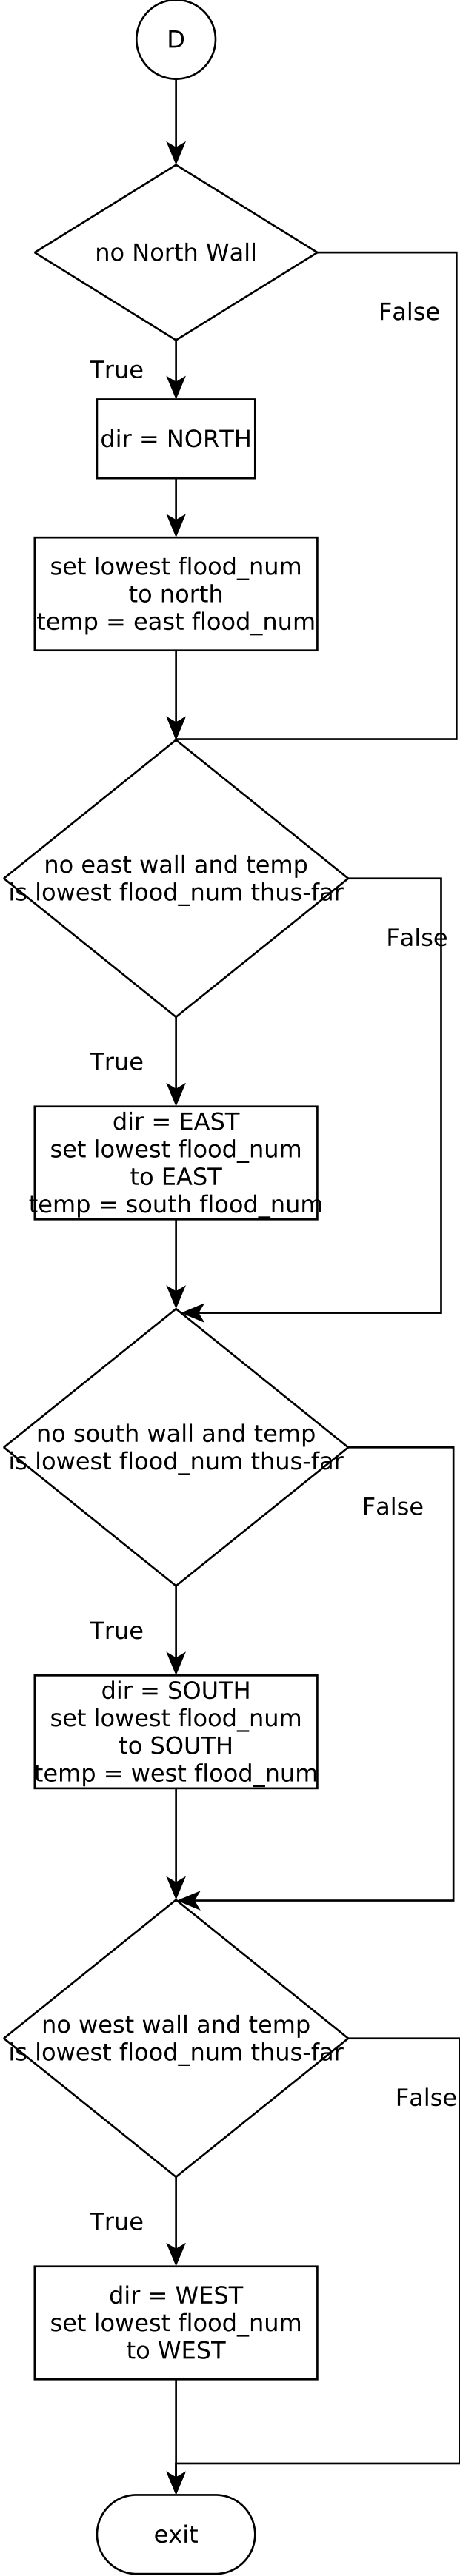 D
no North Wall
False
True
dir = NORTH
set lowest flood_num
to north
temp = east flood_num
no east wall and temp
is lowest flood_num thus-far
False
True
dir = EAST
set lowest flood_num
to EAST
temp = south flood_num
no south wall and temp
is lowest flood_num thus-far
False
True
dir = SOUTH
set lowest flood_num
to SOUTH
temp = west flood_num
no west wall and temp
is lowest flood_num thus-far
False
True
dir = WEST
set lowest flood_num
to WEST
exit